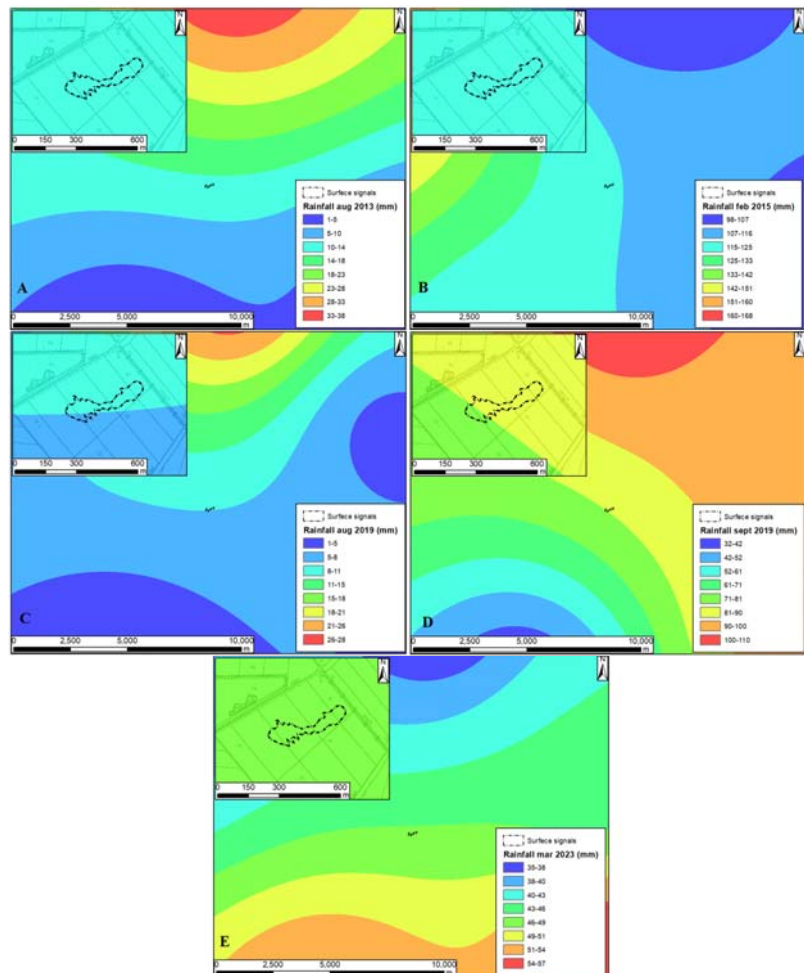 N
N
0 150 300 600
m
0 150 300 600
m
Surfece signals
Rainfall aug 2013 (mm)
1-5
5-10
10-14
14-18
18-23
23-28
28-33
33-38
A
0 2,500 5,000 10,000
m
Surfece signals
Rainfall feb 2015 (mm)
98-107
107-116
115-125
125-133
133-142
142-151
151-160
160-168
B
0 2,500 5,000 10,000
m
N
N
0 150 300 600
m
0 150 300 600
m
Surfece signals
Rainfall aug 2019 (mm)
1-5
5-8
8-11
11-15
15-18
18-21
21-26
26-28
C
0 2,500 5,000 10,000
m
Surfece signals
Rainfall sept 2019 (mm)
32-42
42-52
52-61
61-71
71-81
81-90
90-100
100-110
D
0 2,500 5,000 10,000
m
N
0 150 300 600
m
Surfece signals
Rainfall mar 2023 (mm)
35-38
38-40
40-43
43-46
46-49
49-51
51-54
54-57
E
0 2,500 5,000 10,000
m